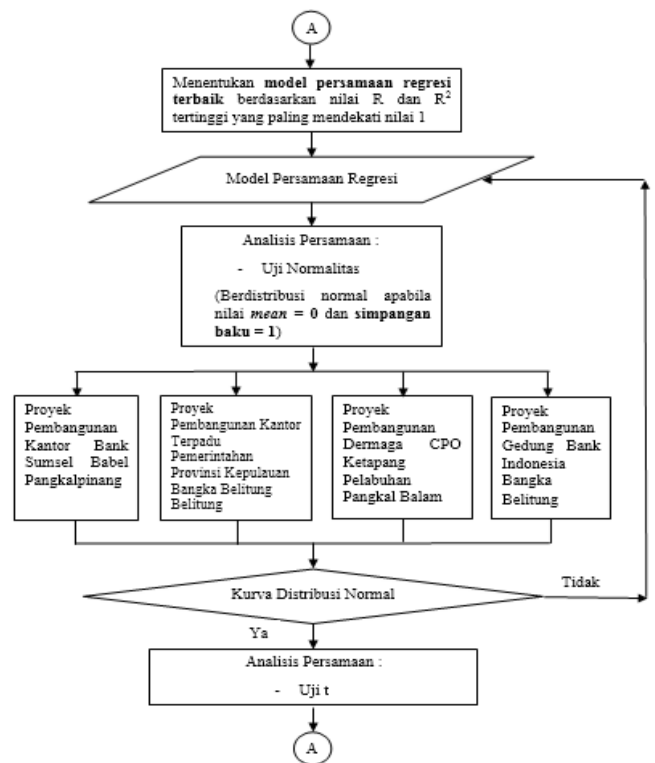 A
Menentukan model persamaan regresi
terbaik berdasarkan nilai R dan R²
tertinggi yang paling mendekati nilai 1
Model Persamaan Regresi
Analisis Persamaan :
- Uji Normalitas
(Berdistribusi normal apabila
nilai mean = 0 dan simpangan
baku = 1)
Proyek
Pembangunan
Kantor Bank
Sumsel Babel
Pangkalpinang
Proyek
Pembangunan Kantor
Terpadu
Pemerintahan
Provinsi Kepulauan
Bangka Belitung
Belitung
Proyek
Pembangunan
Dermaga CPO
Ketapang
Pelabuhan
Pangkal Balam
Proyek
Pembangunan
Gedung Bank
Indonesia
Bangka
Belitung
Kurva Distribusi Normal
Tidak
Ya
Analisis Persamaan :
- Uji t
A